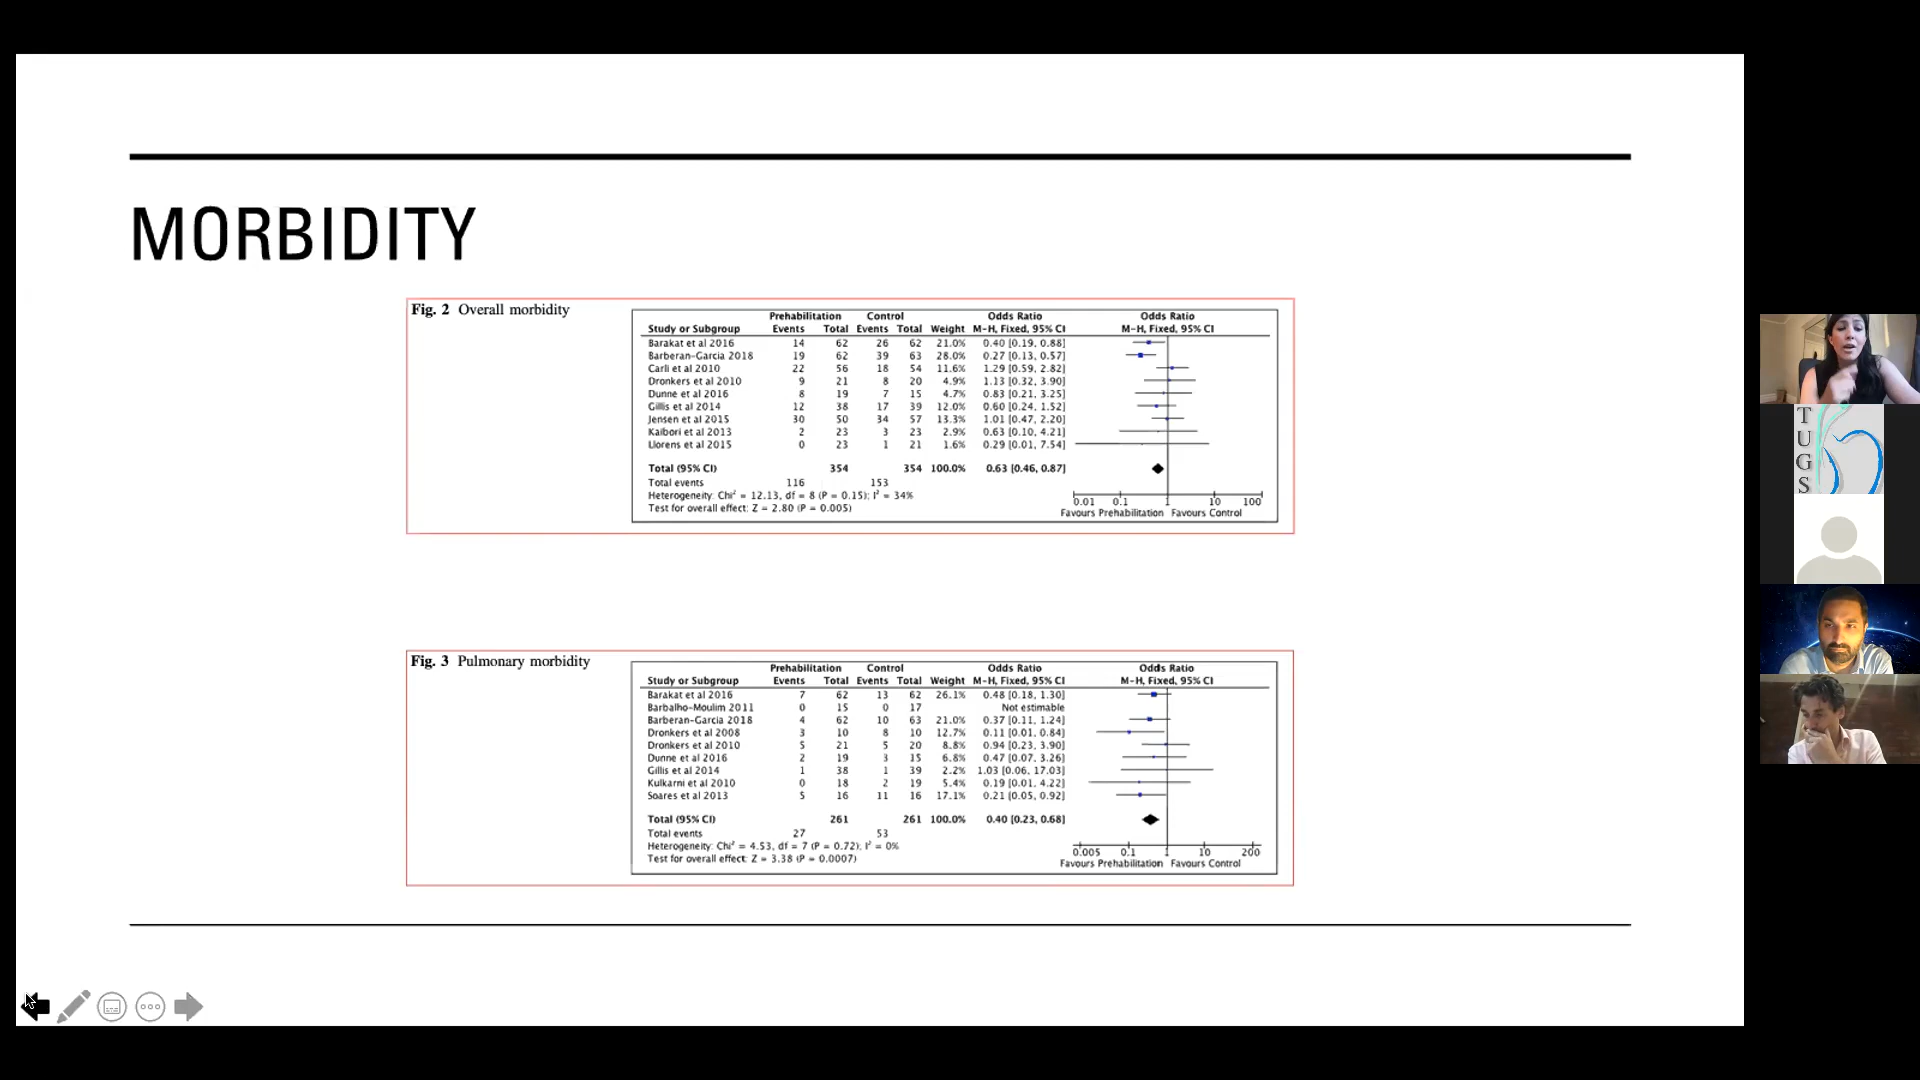 MORBIDITY
Fig. 2 Overall morbidity
Prehabilitation Control Odds Ratio Odds Ratio
Study or Subgroup Events Total Events Total Weight M-H, Fixed, 95% CI M-H, Fixed, 95% CI
Barakat et al 2016 14 62 26 62 21.0% 0.40 [0.19, 0.88]
Barberan-Garcia 2018 19 62 39 63 28.0% 0.27 [0.13, 0.57]
Carli et al 2010 22 56 18 54 11.6% 1.29 [0.59, 2.82]
Dronkers et al 2010 9 21 8 20 4.9% 1.13 [0.32, 3.90]
Dunne et al 2016 8 19 7 15 4.7% 0.83 [0.21, 3.25]
Gillis et al 2014 12 38 17 39 12.0% 0.60 [0.24, 1.52]
Jensen et al 2015 30 50 34 57 13.3% 1.01 [0.47, 2.20]
Kaibori et al 2013 2 23 3 23 2.9% 0.63 [0.10, 4.21]
Llorens et al 2015 0 23 1 21 1.6% 0.29 [0.01, 7.54]
Total (95% CI) 354 354 100.0% 0.63 [0.46, 0.87]
Total events 116 153
Heterogeneity: Chi² = 12.13, df = 8 (P = 0.15); I² = 34%
Test for overall effect: Z = 2.80 (P = 0.005)
0.01 0.1 1 10 100
Favours Prehabilitation Favours Control
Fig. 3 Pulmonary morbidity
Prehabilitation Control Odds Ratio Odds Ratio
Study or Subgroup Events Total Events Total Weight M-H, Fixed, 95% CI M-H, Fixed, 95% CI
Barakat et al 2016 7 62 13 62 26.1% 0.48 [0.18, 1.30]
Barbalho-Moulim 2011 0 15 0 17 Not estimable
Barberan-Garcia 2018 4 62 10 63 21.0% 0.37 [0.11, 1.24]
Dronkers et al 2008 3 10 8 10 12.7% 0.11 [0.01, 0.84]
Dronkers et al 2010 5 21 5 20 8.8% 0.94 [0.23, 3.90]
Dunne et al 2016 2 19 3 15 6.8% 0.47 [0.07, 3.26]
Gillis et al 2014 1 38 1 39 2.2% 1.03 [0.06, 17.03]
Kulkarni et al 2010 0 18 2 19 5.4% 0.19 [0.01, 4.22]
Soares et al 2013 5 16 11 16 17.1% 0.21 [0.05, 0.92]
Total (95% CI) 261 261 100.0% 0.40 [0.23, 0.68]
Total events 27 53
Heterogeneity: Chi² = 4.53, df = 7 (P = 0.72); I² = 0%
Test for overall effect: Z = 3.38 (P = 0.0007)
0.005 0.1 1 10 200
Favours Prehabilitation Favours Control
TUGS